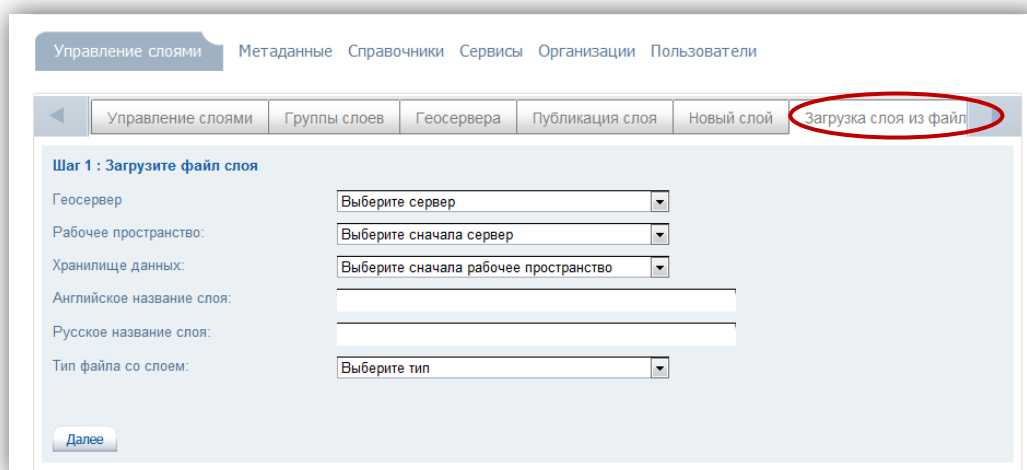 Управление слоями Метаданные Справочники Сервисы Организации Пользователи
Управление слоями Группы слоев Геосервера Публикация слоя Новый слой Загрузка слоя из файл
Шаг 1 : Загрузите файл слоя
Геосервер Выберите сервер
Рабочее пространство: Выберите сначала сервер
Хранилище данных: Выберите сначала рабочее пространство
Английское название слоя:
Русское название слоя:
Тип файла со слоем: Выберите тип
Далее